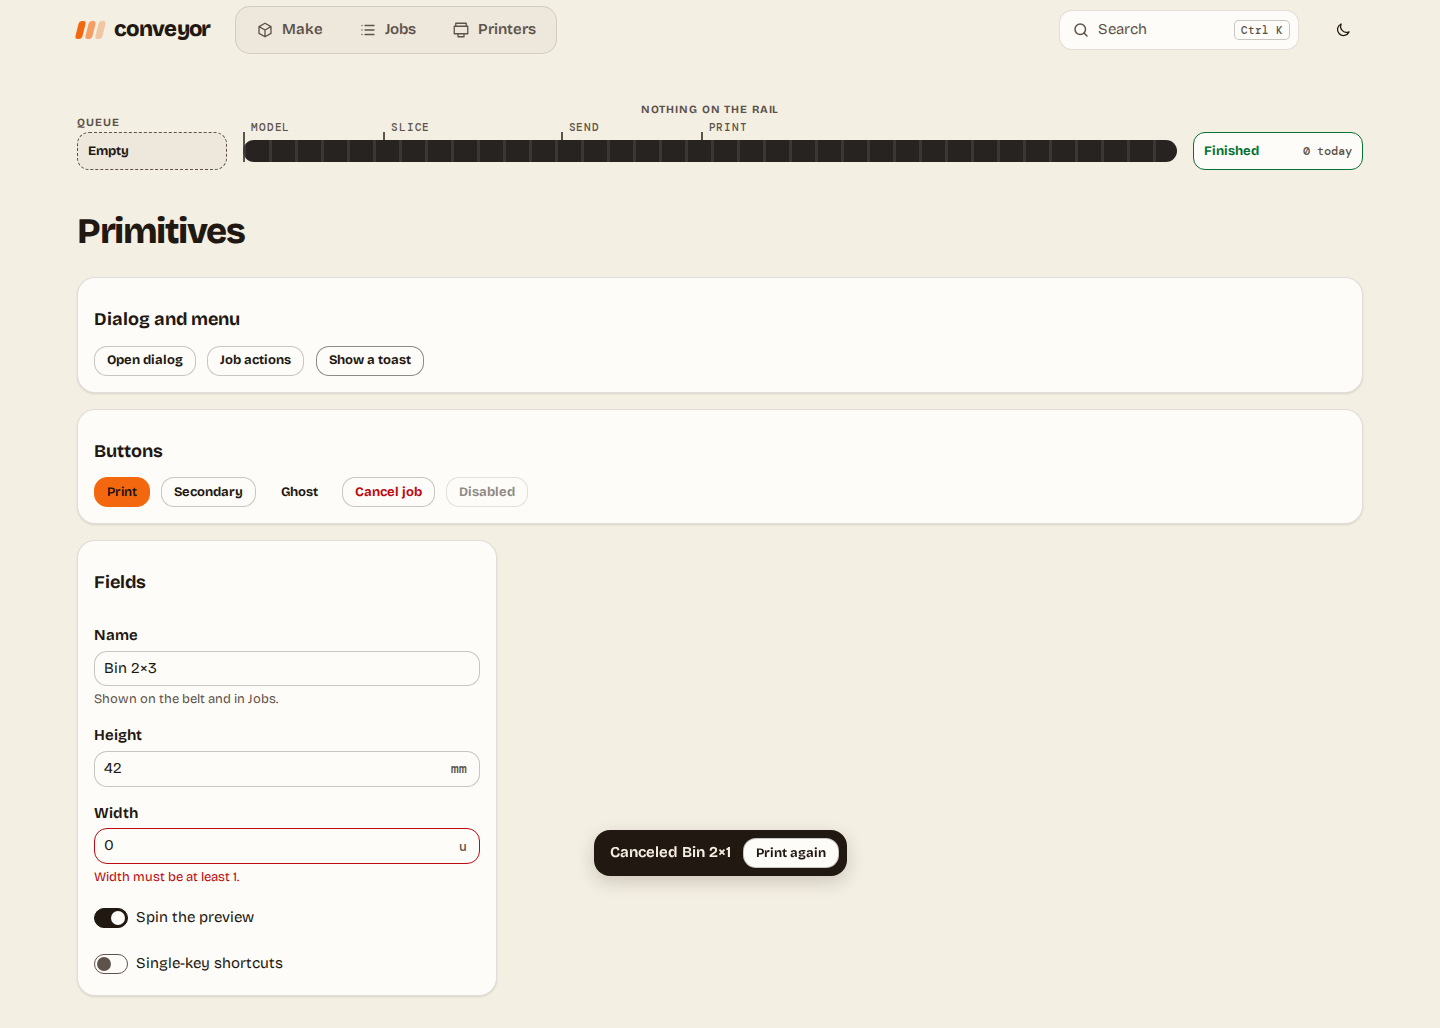 conveyor
Make
Jobs
Printers
Search
Ctrl K
NOTHING ON THE RAIL
QUEUE
MODEL
SLICE
SEND
PRINT
Empty
Finished
0 today
Primitives
Dialog and menu
Open dialog
Job actions
Show a toast
Buttons
Print
Secondary
Ghost
Cancel job
Disabled
Fields
Name
Bin 2×3
Shown on the belt and in Jobs.
Height
42
mm
Width
0
u
Width must be at least 1.
Canceled Bin 2×1
Print again
Spin the preview
Single-key shortcuts